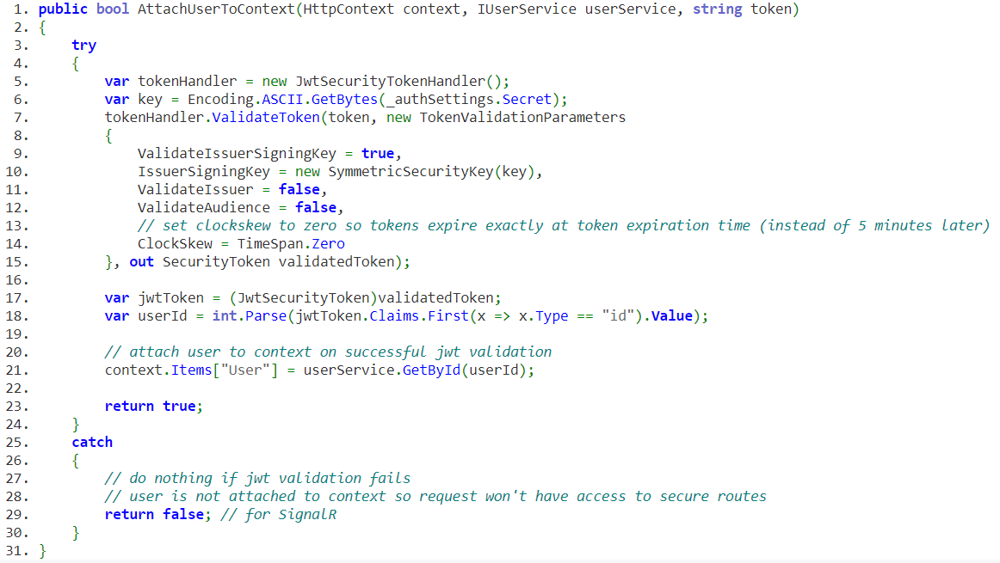 1. public bool AttachUserToContext(HttpContext context, IUserService userService, string token)
2. {
3.     try
4.     {
5.         var tokenHandler = new JwtSecurityTokenHandler();
6.         var key = Encoding.ASCII.GetBytes(_authSettings.Secret);
7.         tokenHandler.ValidateToken(token, new TokenValidationParameters
8.         {
9.             ValidateIssuerSigningKey = true,
10.             IssuerSigningKey = new SymmetricSecurityKey(key),
11.             ValidateIssuer = false,
12.             ValidateAudience = false,
13.             // set clockskew to zero so tokens expire exactly at token expiration time (instead of 5 minutes later)
14.             ClockSkew = TimeSpan.Zero
15.         }, out SecurityToken validatedToken);
16.
17.         var jwtToken = (JwtSecurityToken)validatedToken;
18.         var userId = int.Parse(jwtToken.Claims.First(x => x.Type == "id").Value);
19.
20.         // attach user to context on successful jwt validation
21.         context.Items["User"] = userService.GetById(userId);
22.
23.         return true;
24.     }
25.     catch
26.     {
27.         // do nothing if jwt validation fails
28.         // user is not attached to context so request won't have access to secure routes
29.         return false; // for SignalR
30.     }
31. }